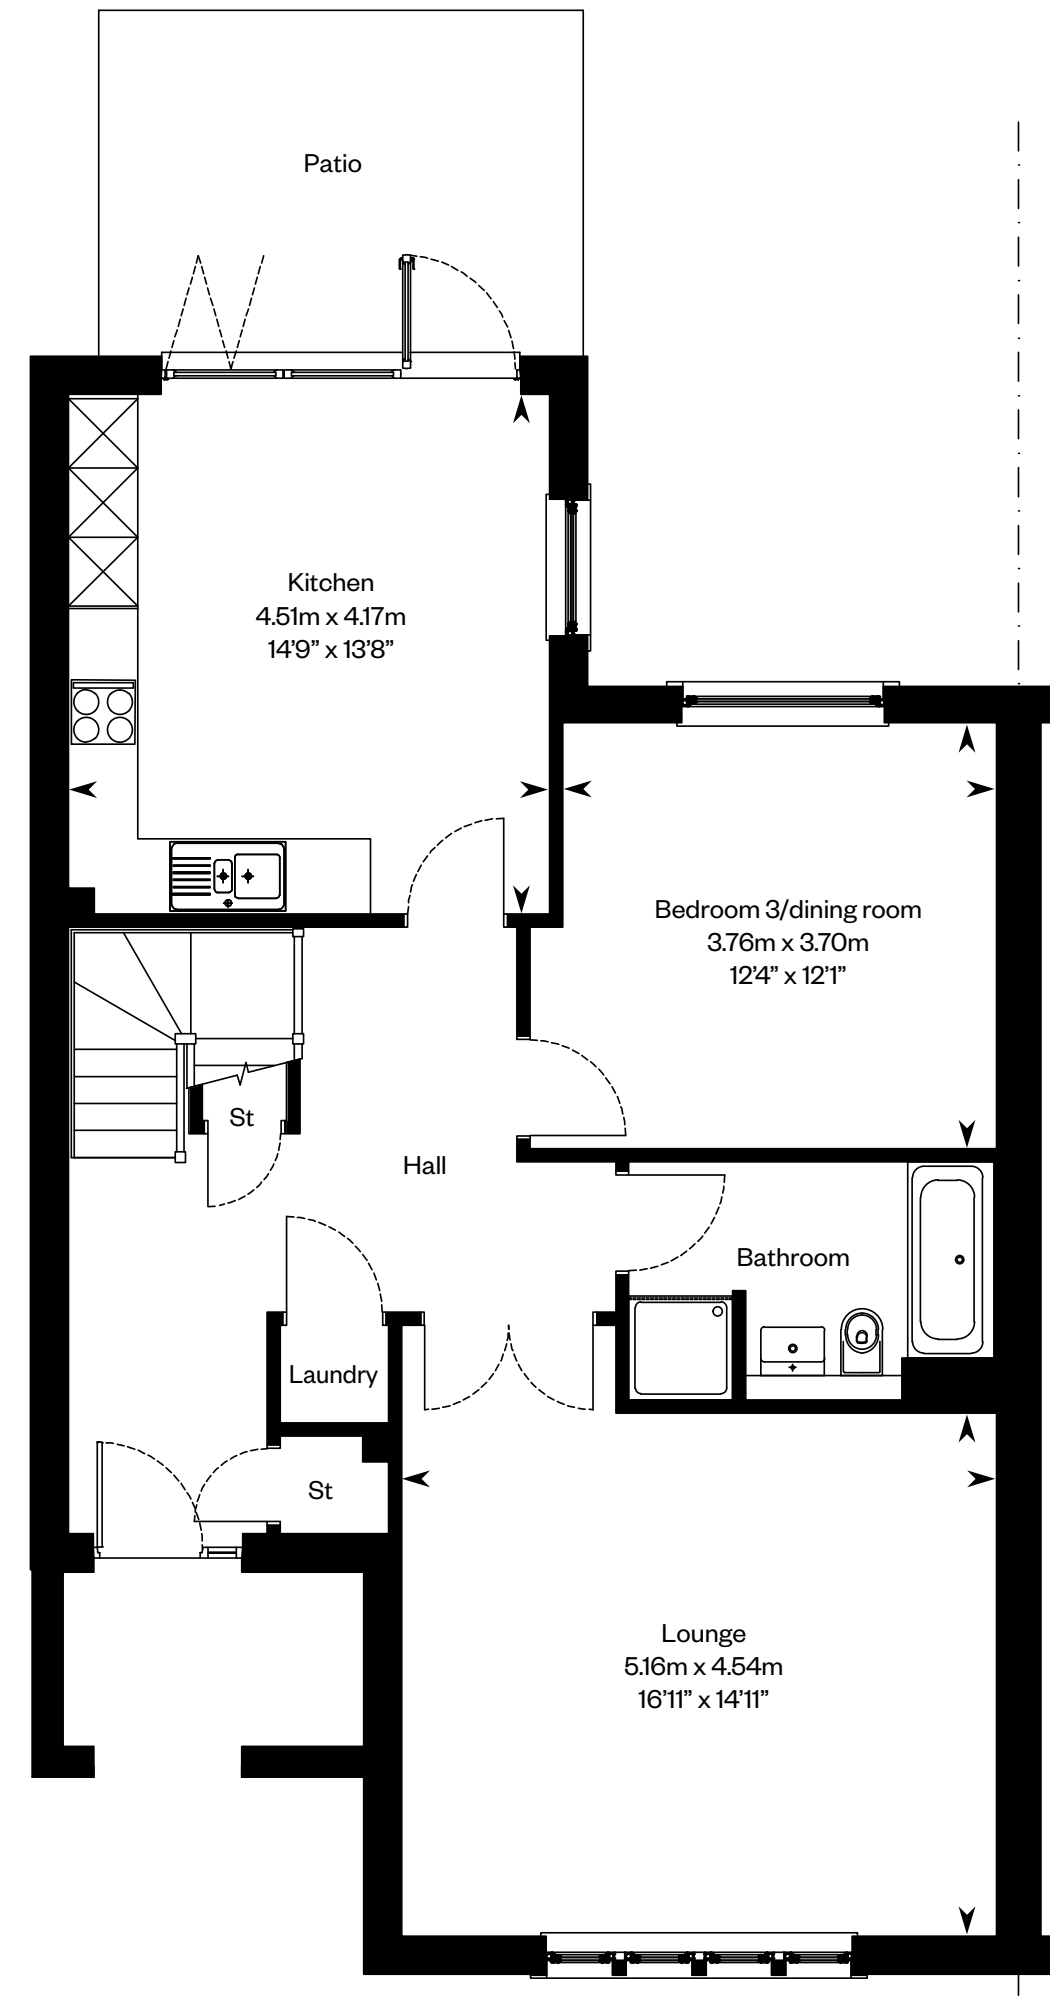 Patio
Kitchen
4.51m x 4.17m
14’9” x 13’8”
Bedroom 3/dining room
3.76m x 3.70m
12’4” x 12’1”
St
Hall
Bathroom
Laundry
St
Lounge
5.16m x 4.54m
16’11” x 14’11”